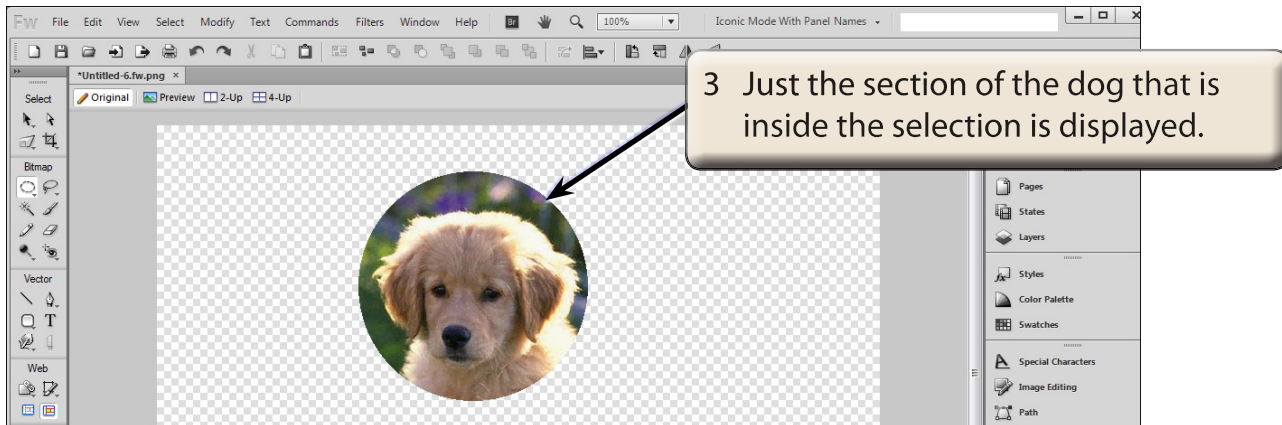 Fw File Edit View Select Modify Text Commands Filters Window Help Br 100% Iconic Mode With Panel Names
*Untitled-6.fw.png ×
Select Original Preview 2-Up 4-Up
3 Just the section of the dog that is
inside the selection is displayed.
Bitmap
Vector
T
Web
Pages
States
Layers
Styles
Color Palette
Swatches
Special Characters
Image Editing
Path